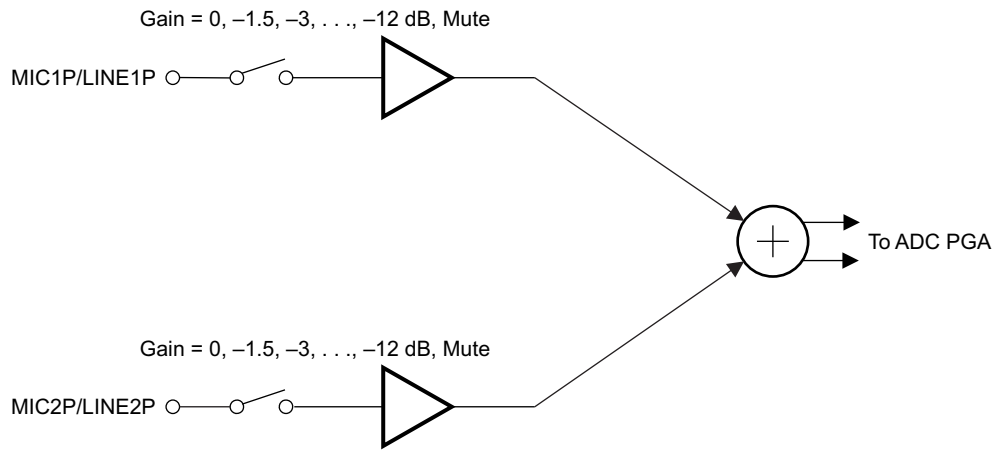 Gain = 0, –1.5, –3, . . ., –12 dB, Mute
MIC1P/LINE1P
To ADC PGA
Gain = 0, –1.5, –3, . . ., –12 dB, Mute
MIC2P/LINE2P